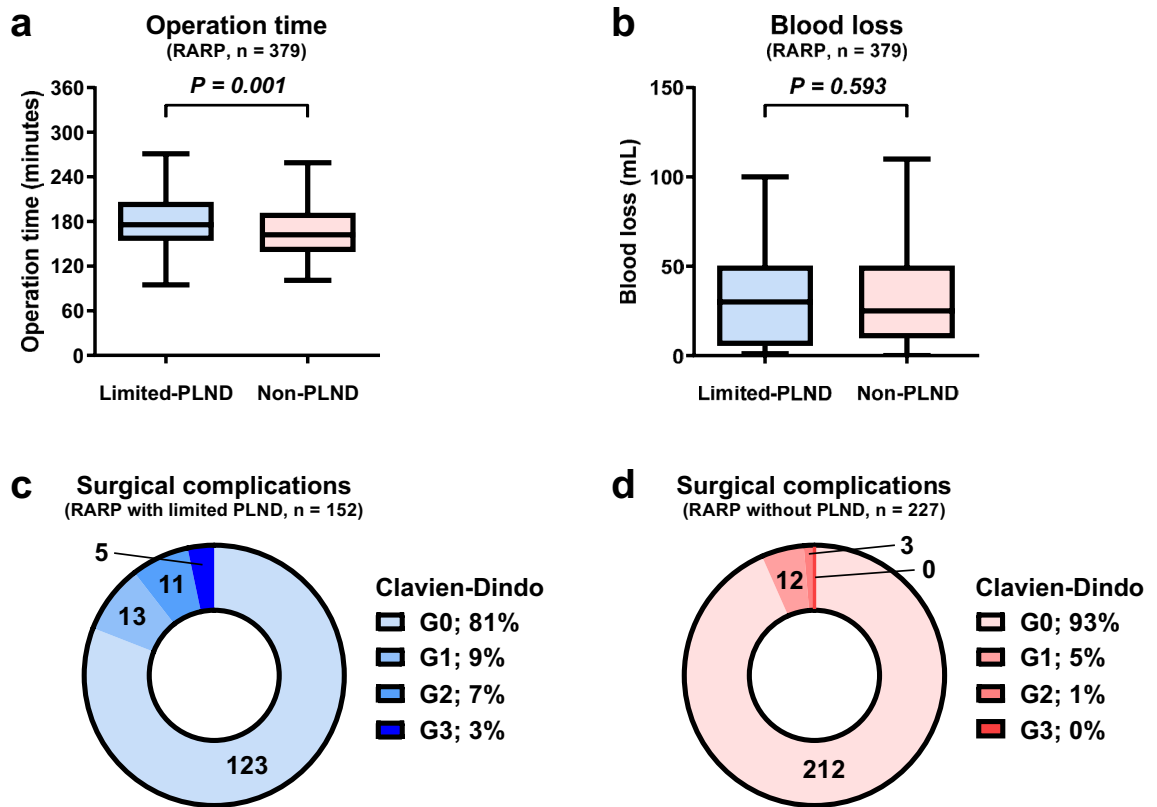 a
Operation time
(RARP, n = 379)
P = 0.001
Operation time (minutes)
360
300
240
180
120
60
0
Limited-PLND
Non-PLND
b
Blood loss
(RARP, n = 379)
P = 0.593
Blood loss (mL)
150
100
50
0
Limited-PLND
Non-PLND
c
Surgical complications
(RARP with limited PLND, n = 152)
5
11
13
123
Clavien-Dindo
G0; 81%
G1; 9%
G2; 7%
G3; 3%
d
Surgical complications
(RARP without PLND, n = 227)
3
0
12
212
Clavien-Dindo
G0; 93%
G1; 5%
G2; 1%
G3; 0%